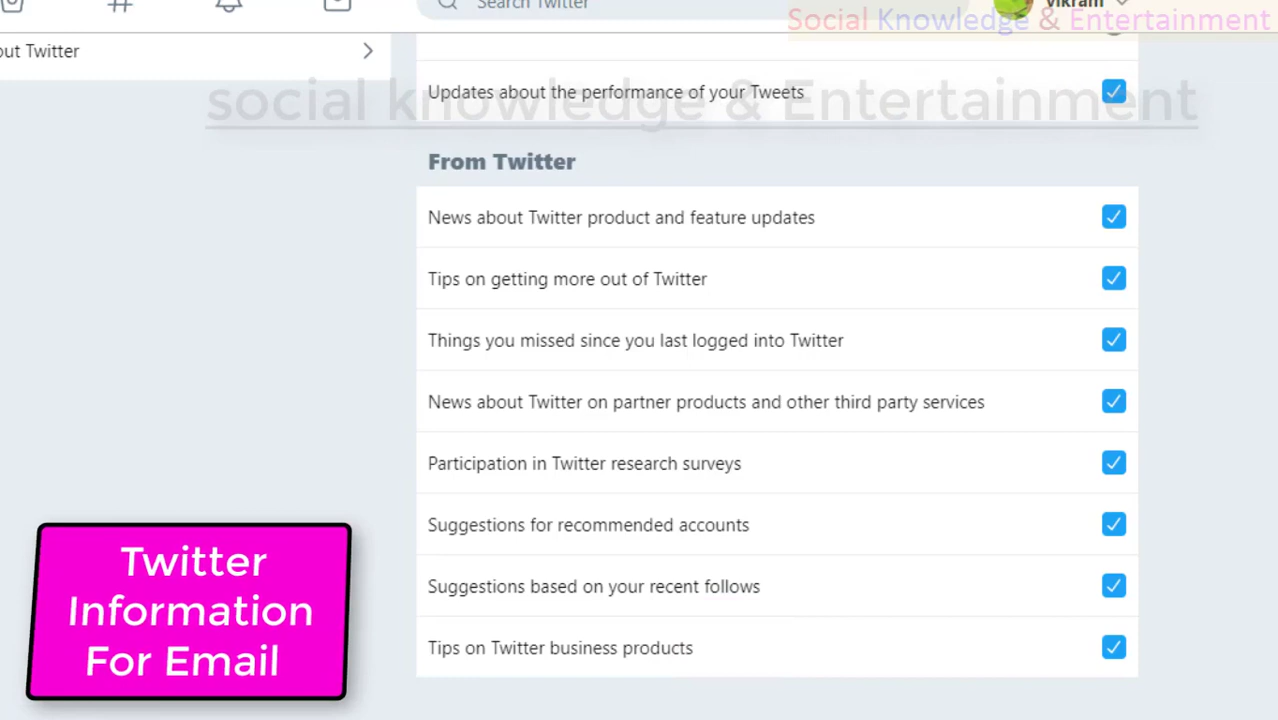 Search Twitter
vikram
Social Knowledge & Entertainment
out Twitter
Updates about the performance of your Tweets
social knowledge & Entertainment
From Twitter
News about Twitter product and feature updates
Tips on getting more out of Twitter
Things you missed since you last logged into Twitter
News about Twitter on partner products and other third party services
Participation in Twitter research surveys
Suggestions for recommended accounts
Suggestions based on your recent follows
Tips on Twitter business products
Twitter
Information
For Email